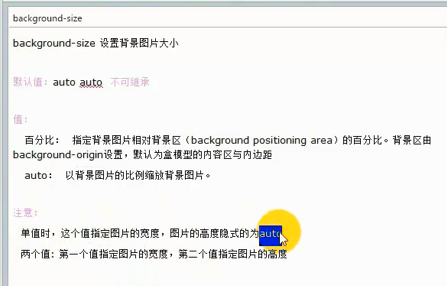 background-size
background-size 设置背景图片大小
默认值：auto auto 不可继承
值：
百分比： 指定背景图片相对背景区（background positioning area）的百分比。背景区由
background-origin设置，默认为盒模型的内容区与内边距
auto： 以背景图片的比例缩放背景图片。
注意：
单值时，这个值指定图片的宽度，图片的高度隐式的为auto
两个值：第一个值指定图片的宽度，第二个值指定图片的高度